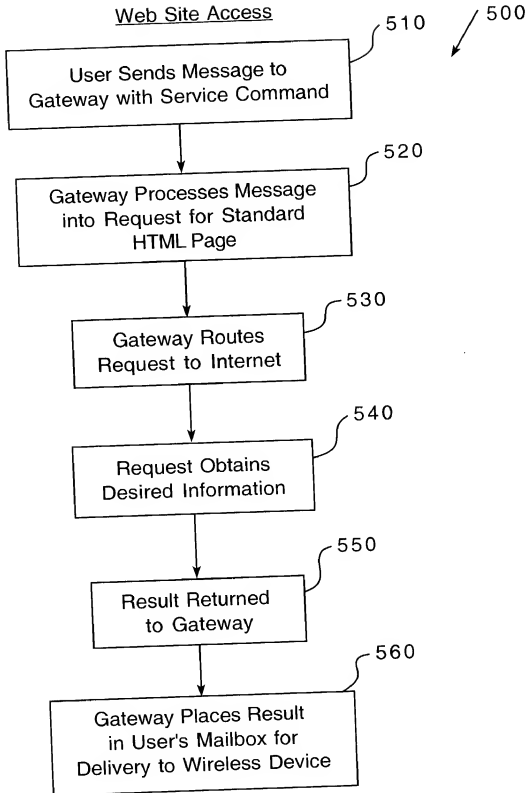 Web Site Access
500
510
User Sends Message to
Gateway with Service Command
520
Gateway Processes Message
into Request for Standard
HTML Page
530
Gateway Routes
Request to Internet
540
Request Obtains
Desired Information
550
Result Returned
to Gateway
560
Gateway Places Result
in User's Mailbox for
Delivery to Wireless Device